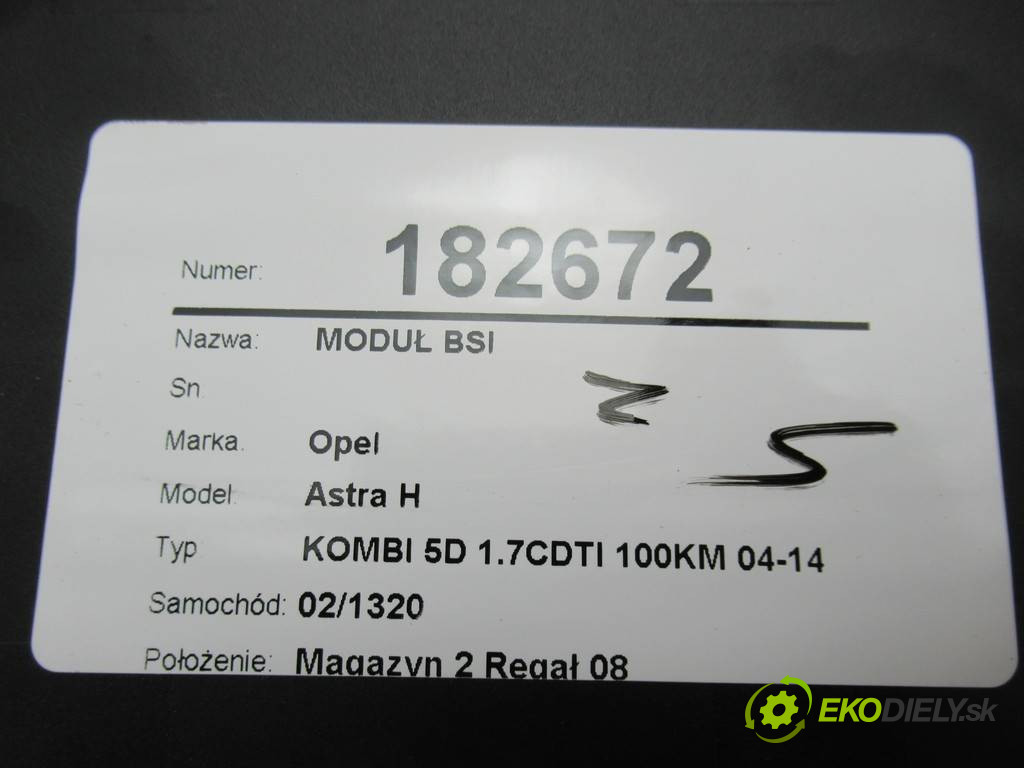 Numer: 182672
Nazwa: MODUŁ BSI
Sn
Marka. Opel
Model Astra H
Typ KOMBI 5D 1.7CDTI 100KM 04-14
Samochód: 02/1320
Położenie: Magazyn 2 Regał 08
EKODIELY.sk